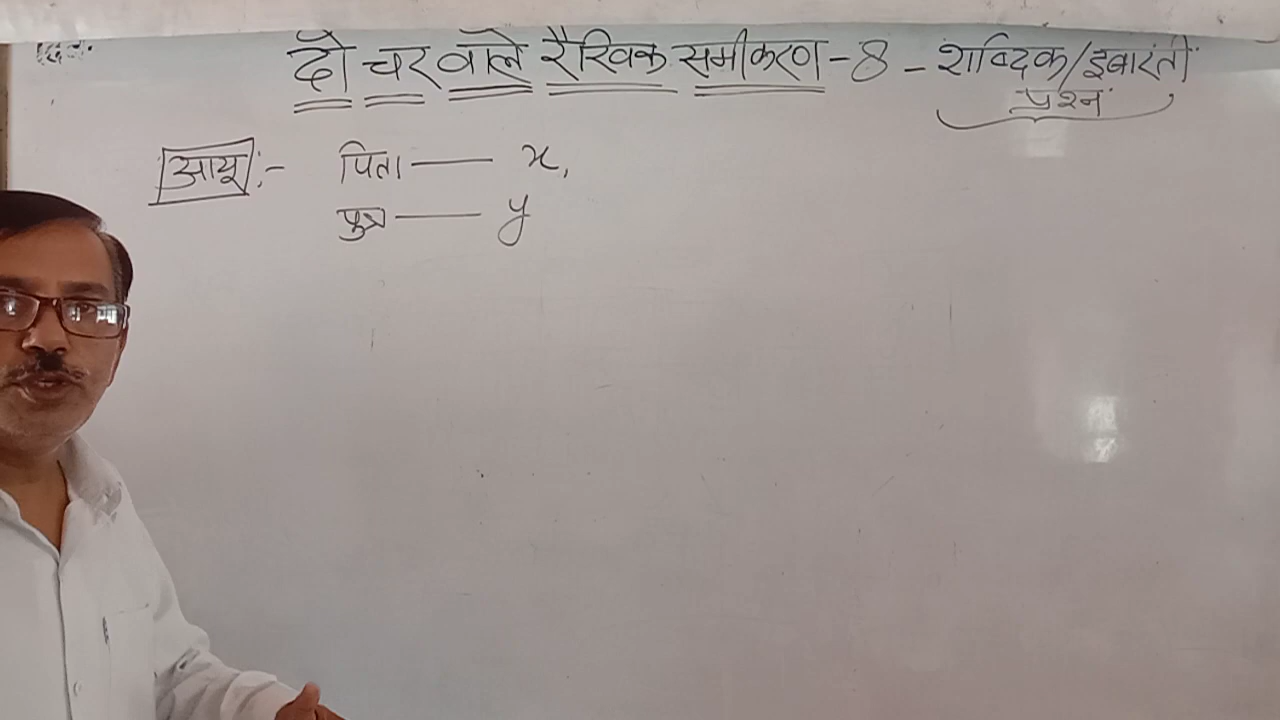 दो चर वाले रैखिक समीकरण - 8 - शाब्दिक/इबारती
प्रश्न
आयु :- पिता —— x,
पुत्र —— y